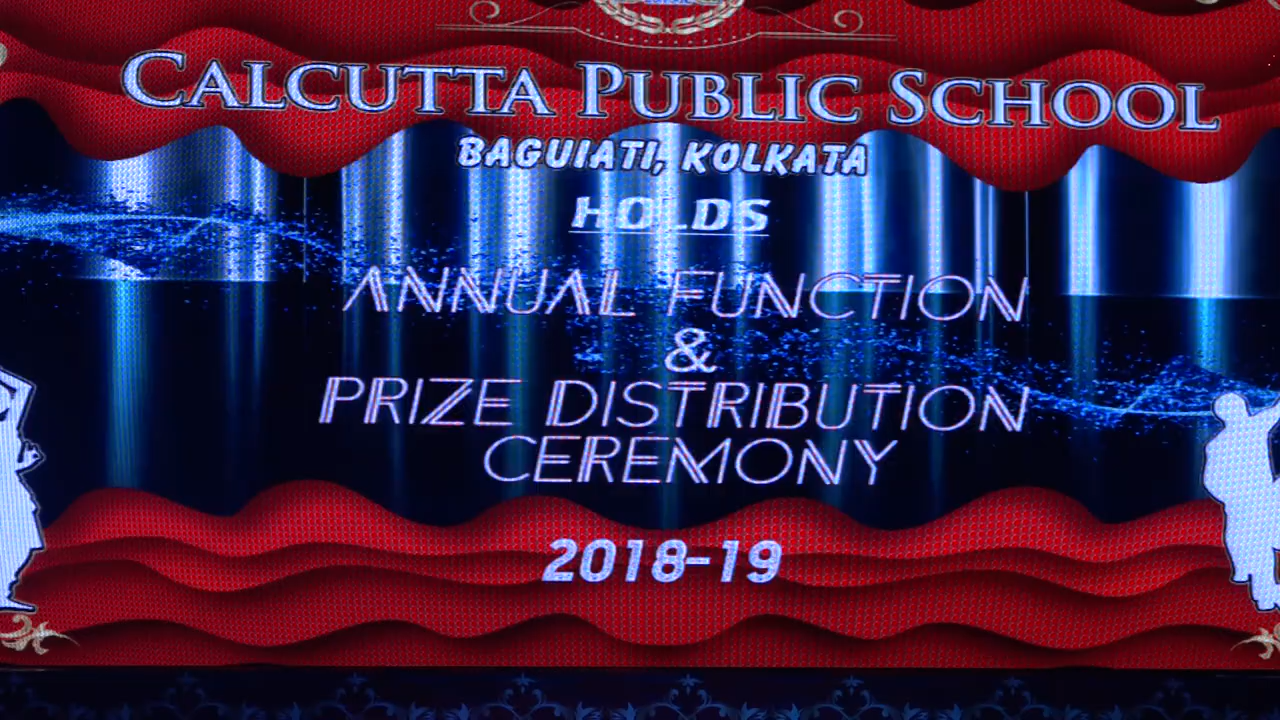 CALCUTTA PUBLIC SCHOOL
BAGUIATI, KOLKATA
HOLDS
ANNUAL FUNCTION
&
PRIZE DISTRIBUTION
CEREMONY
2018-19